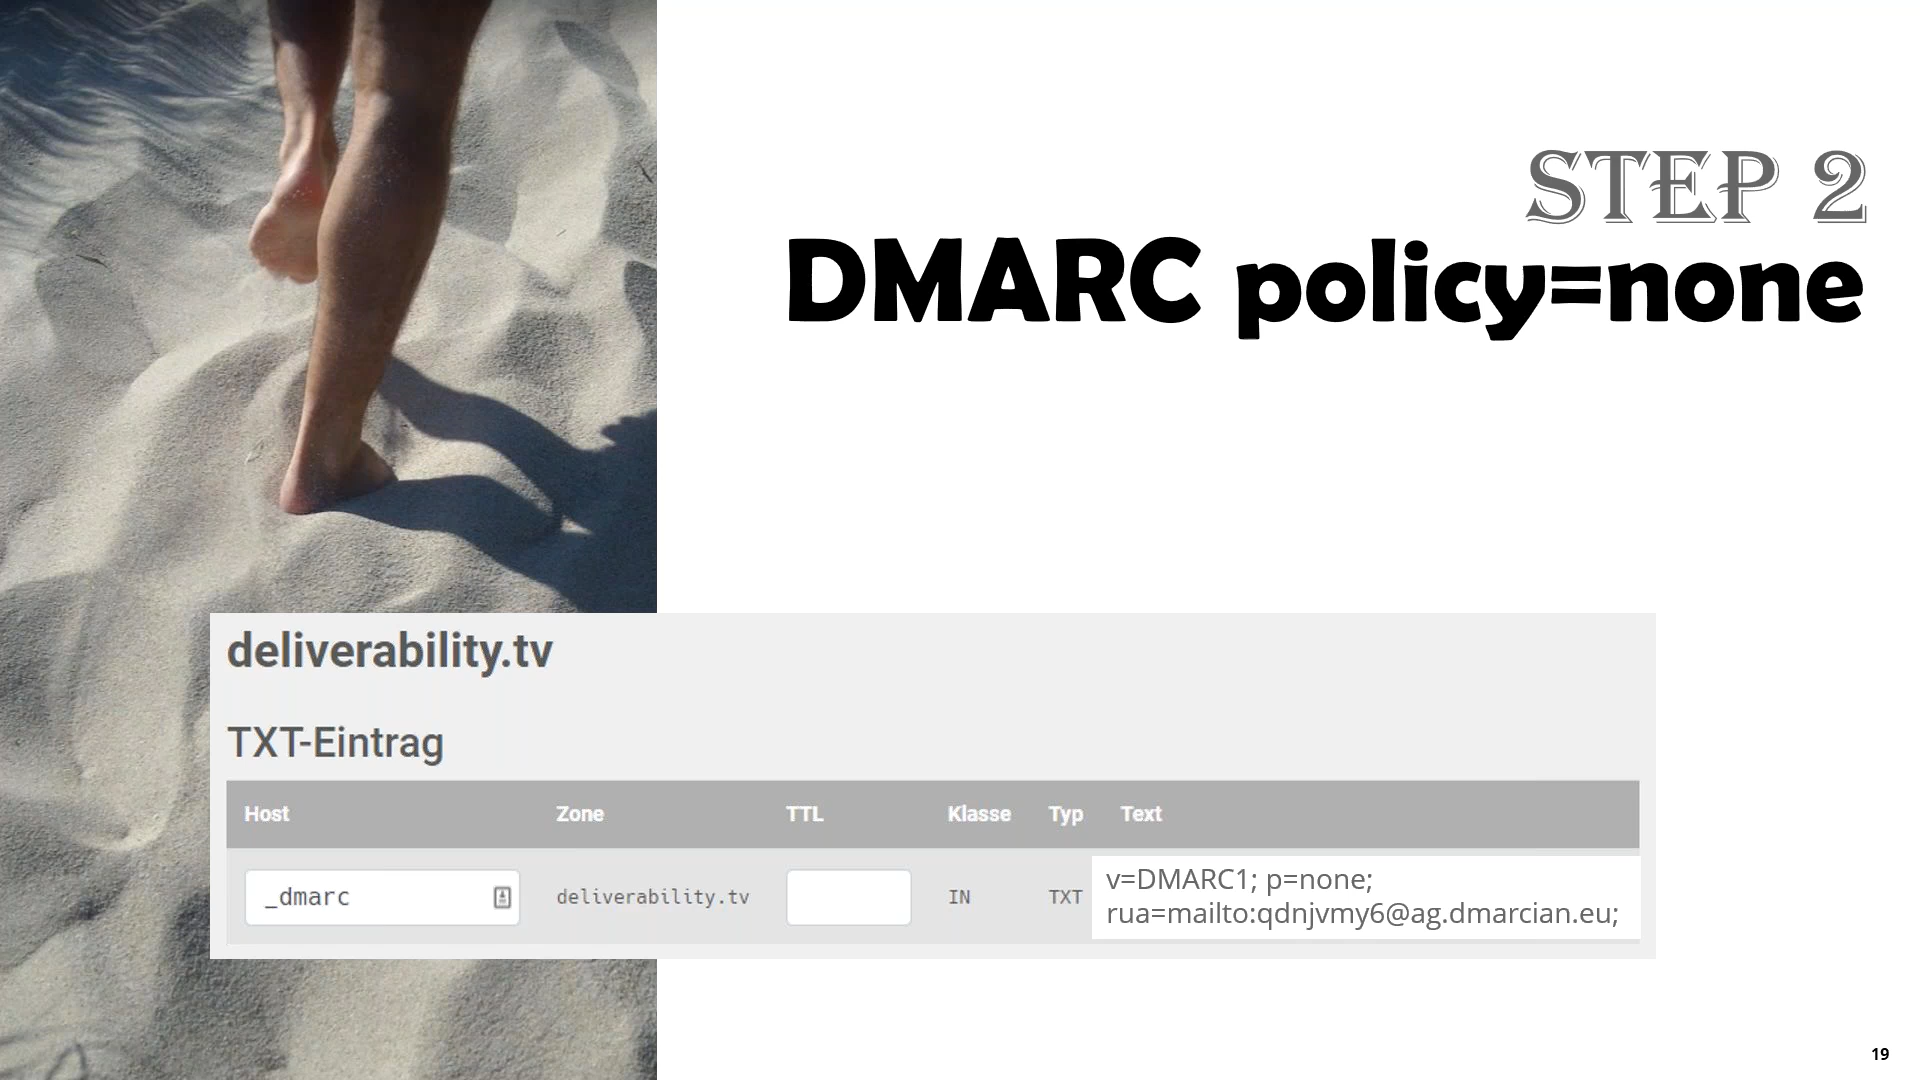 STEP 2
DMARC policy=none
deliverability.tv
TXT-Eintrag
Host Zone TTL Klasse Typ Text
_dmarc deliverability.tv IN TXT v=DMARC1; p=none;
rua=mailto:qdnjvmy6@ag.dmarcian.eu;
19